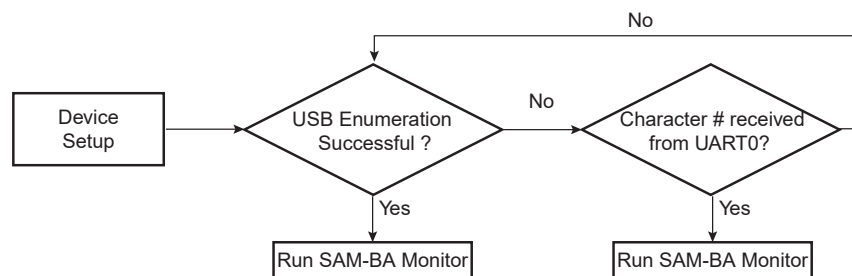 No
Device
Setup
USB Enumeration
Successful ?
No
Character # received
from UART0?
Yes
Yes
Run SAM-BA Monitor
Run SAM-BA Monitor